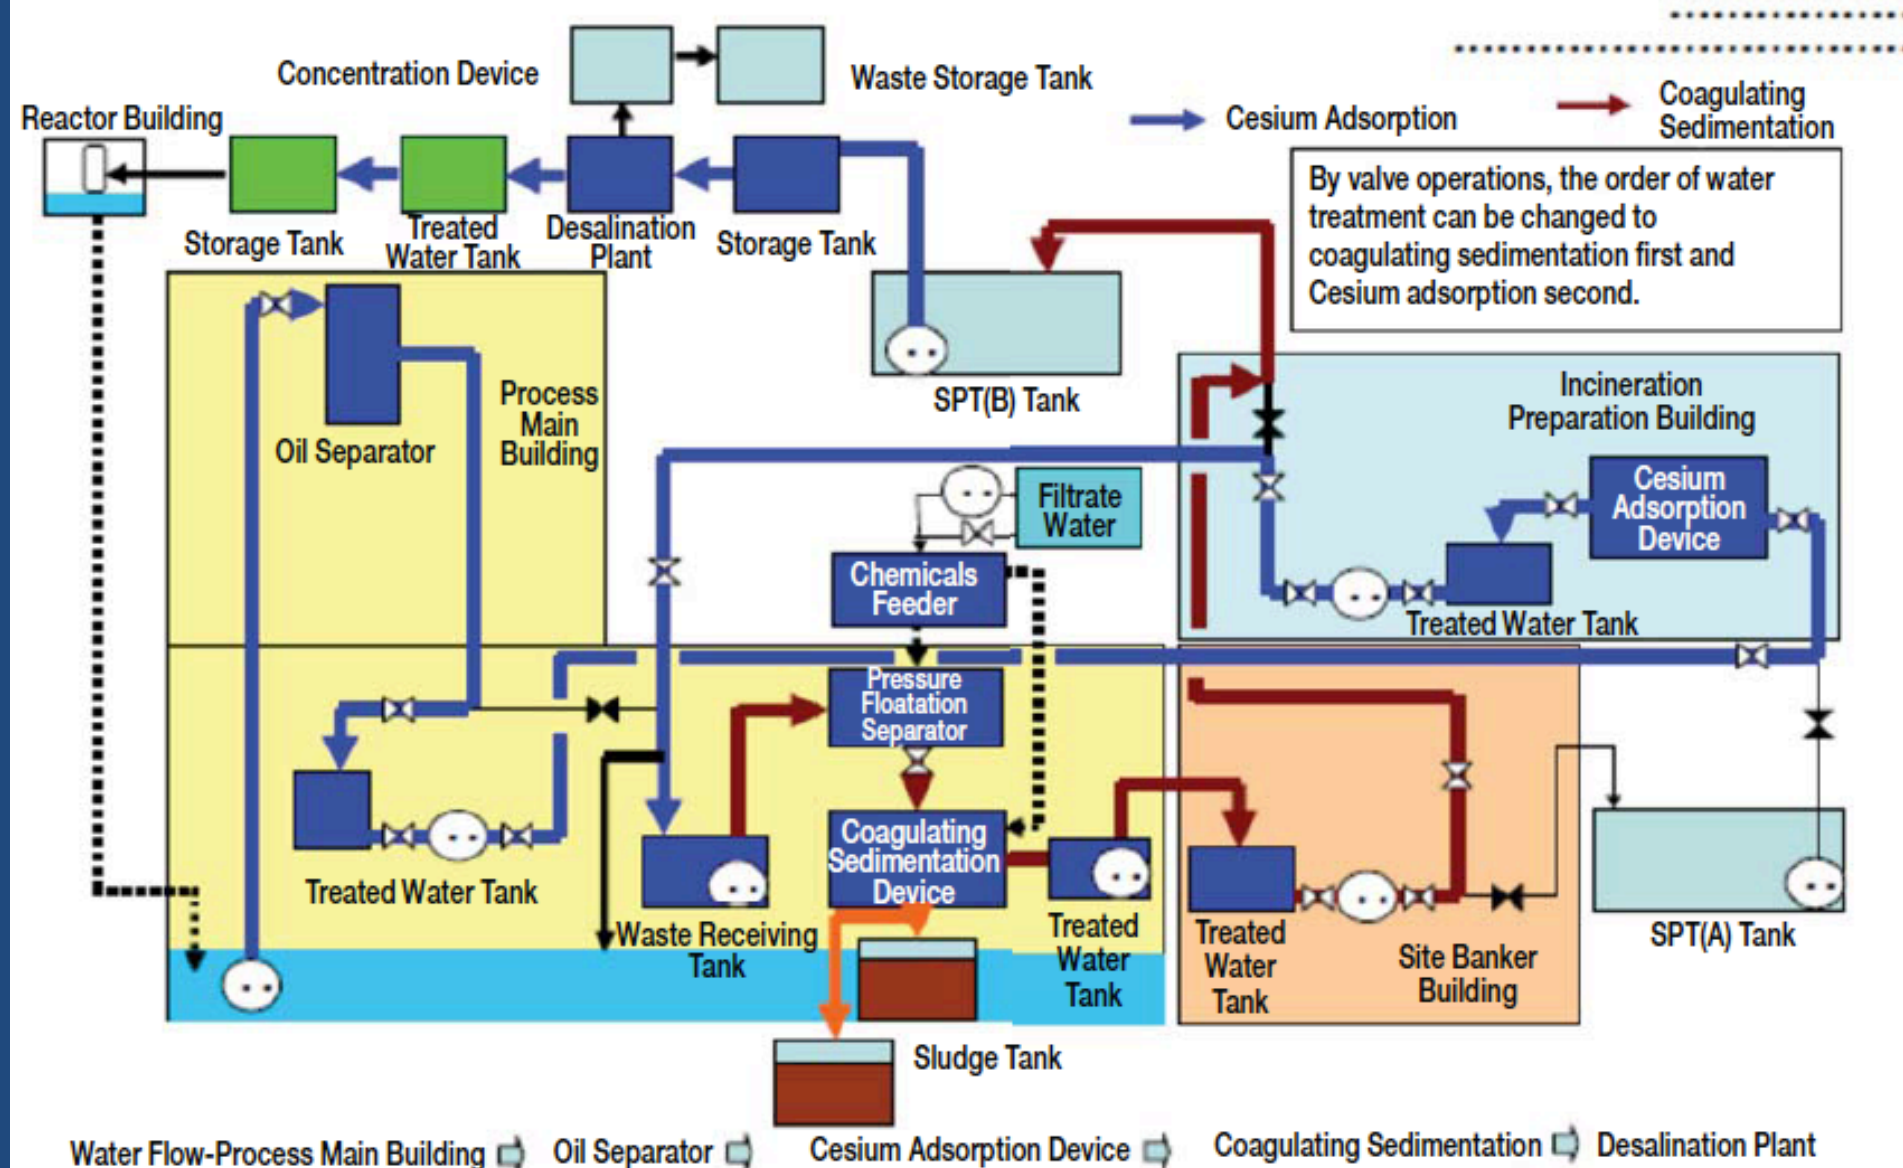 Concentration Device
Waste Storage Tank
Reactor Building
Cesium Adsorption
Coagulating
Sedimentation
By valve operations, the order of water
treatment can be changed to
coagulating sedimentation first and
Cesium adsorption second.
Storage Tank
Treated
Water Tank
Desalination
Plant
Storage Tank
SPT(B) Tank
Process
Main
Building
Oil Separator
Incineration
Preparation Building
Cesium
Adsorption
Device
Filtrate
Water
Chemicals
Feeder
Treated Water Tank
Pressure
Floatation
Separator
Coagulating
Sedimentation
Device
Treated Water Tank
Waste Receiving
Tank
Treated
Water
Tank
Treated
Water
Tank
Site Banker
Building
SPT(A) Tank
Sludge Tank
Water Flow-Process Main Building Oil Separator Cesium Adsorption Device Coagulating Sedimentation Desalination Plant